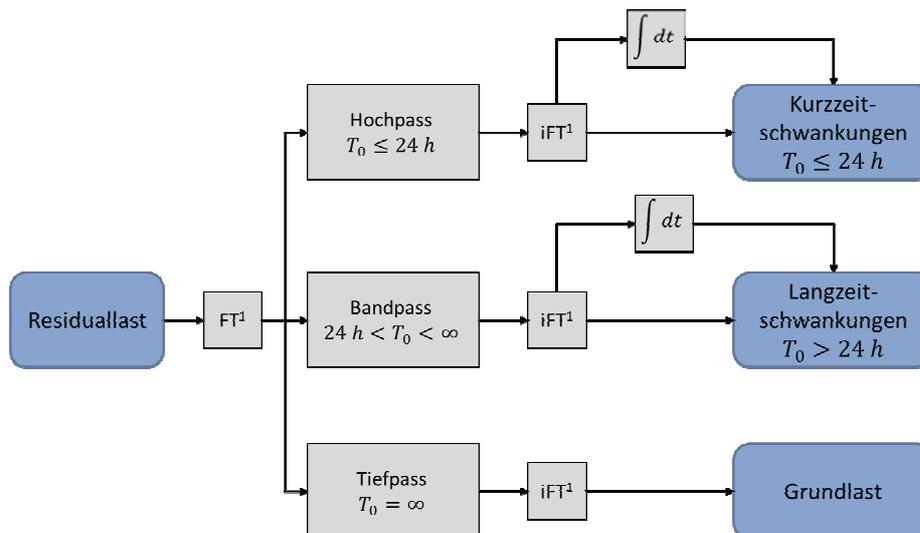 ∫ dt
Hochpass
T₀ ≤ 24 h
iFT¹
Kurzzeit-
schwankungen
T₀ ≤ 24 h
∫ dt
Residuallast
FT¹
Bandpass
24 h < T₀ < ∞
iFT¹
Langzeit-
schwankungen
T₀ > 24 h
Tiefpass
T₀ = ∞
iFT¹
Grundlast